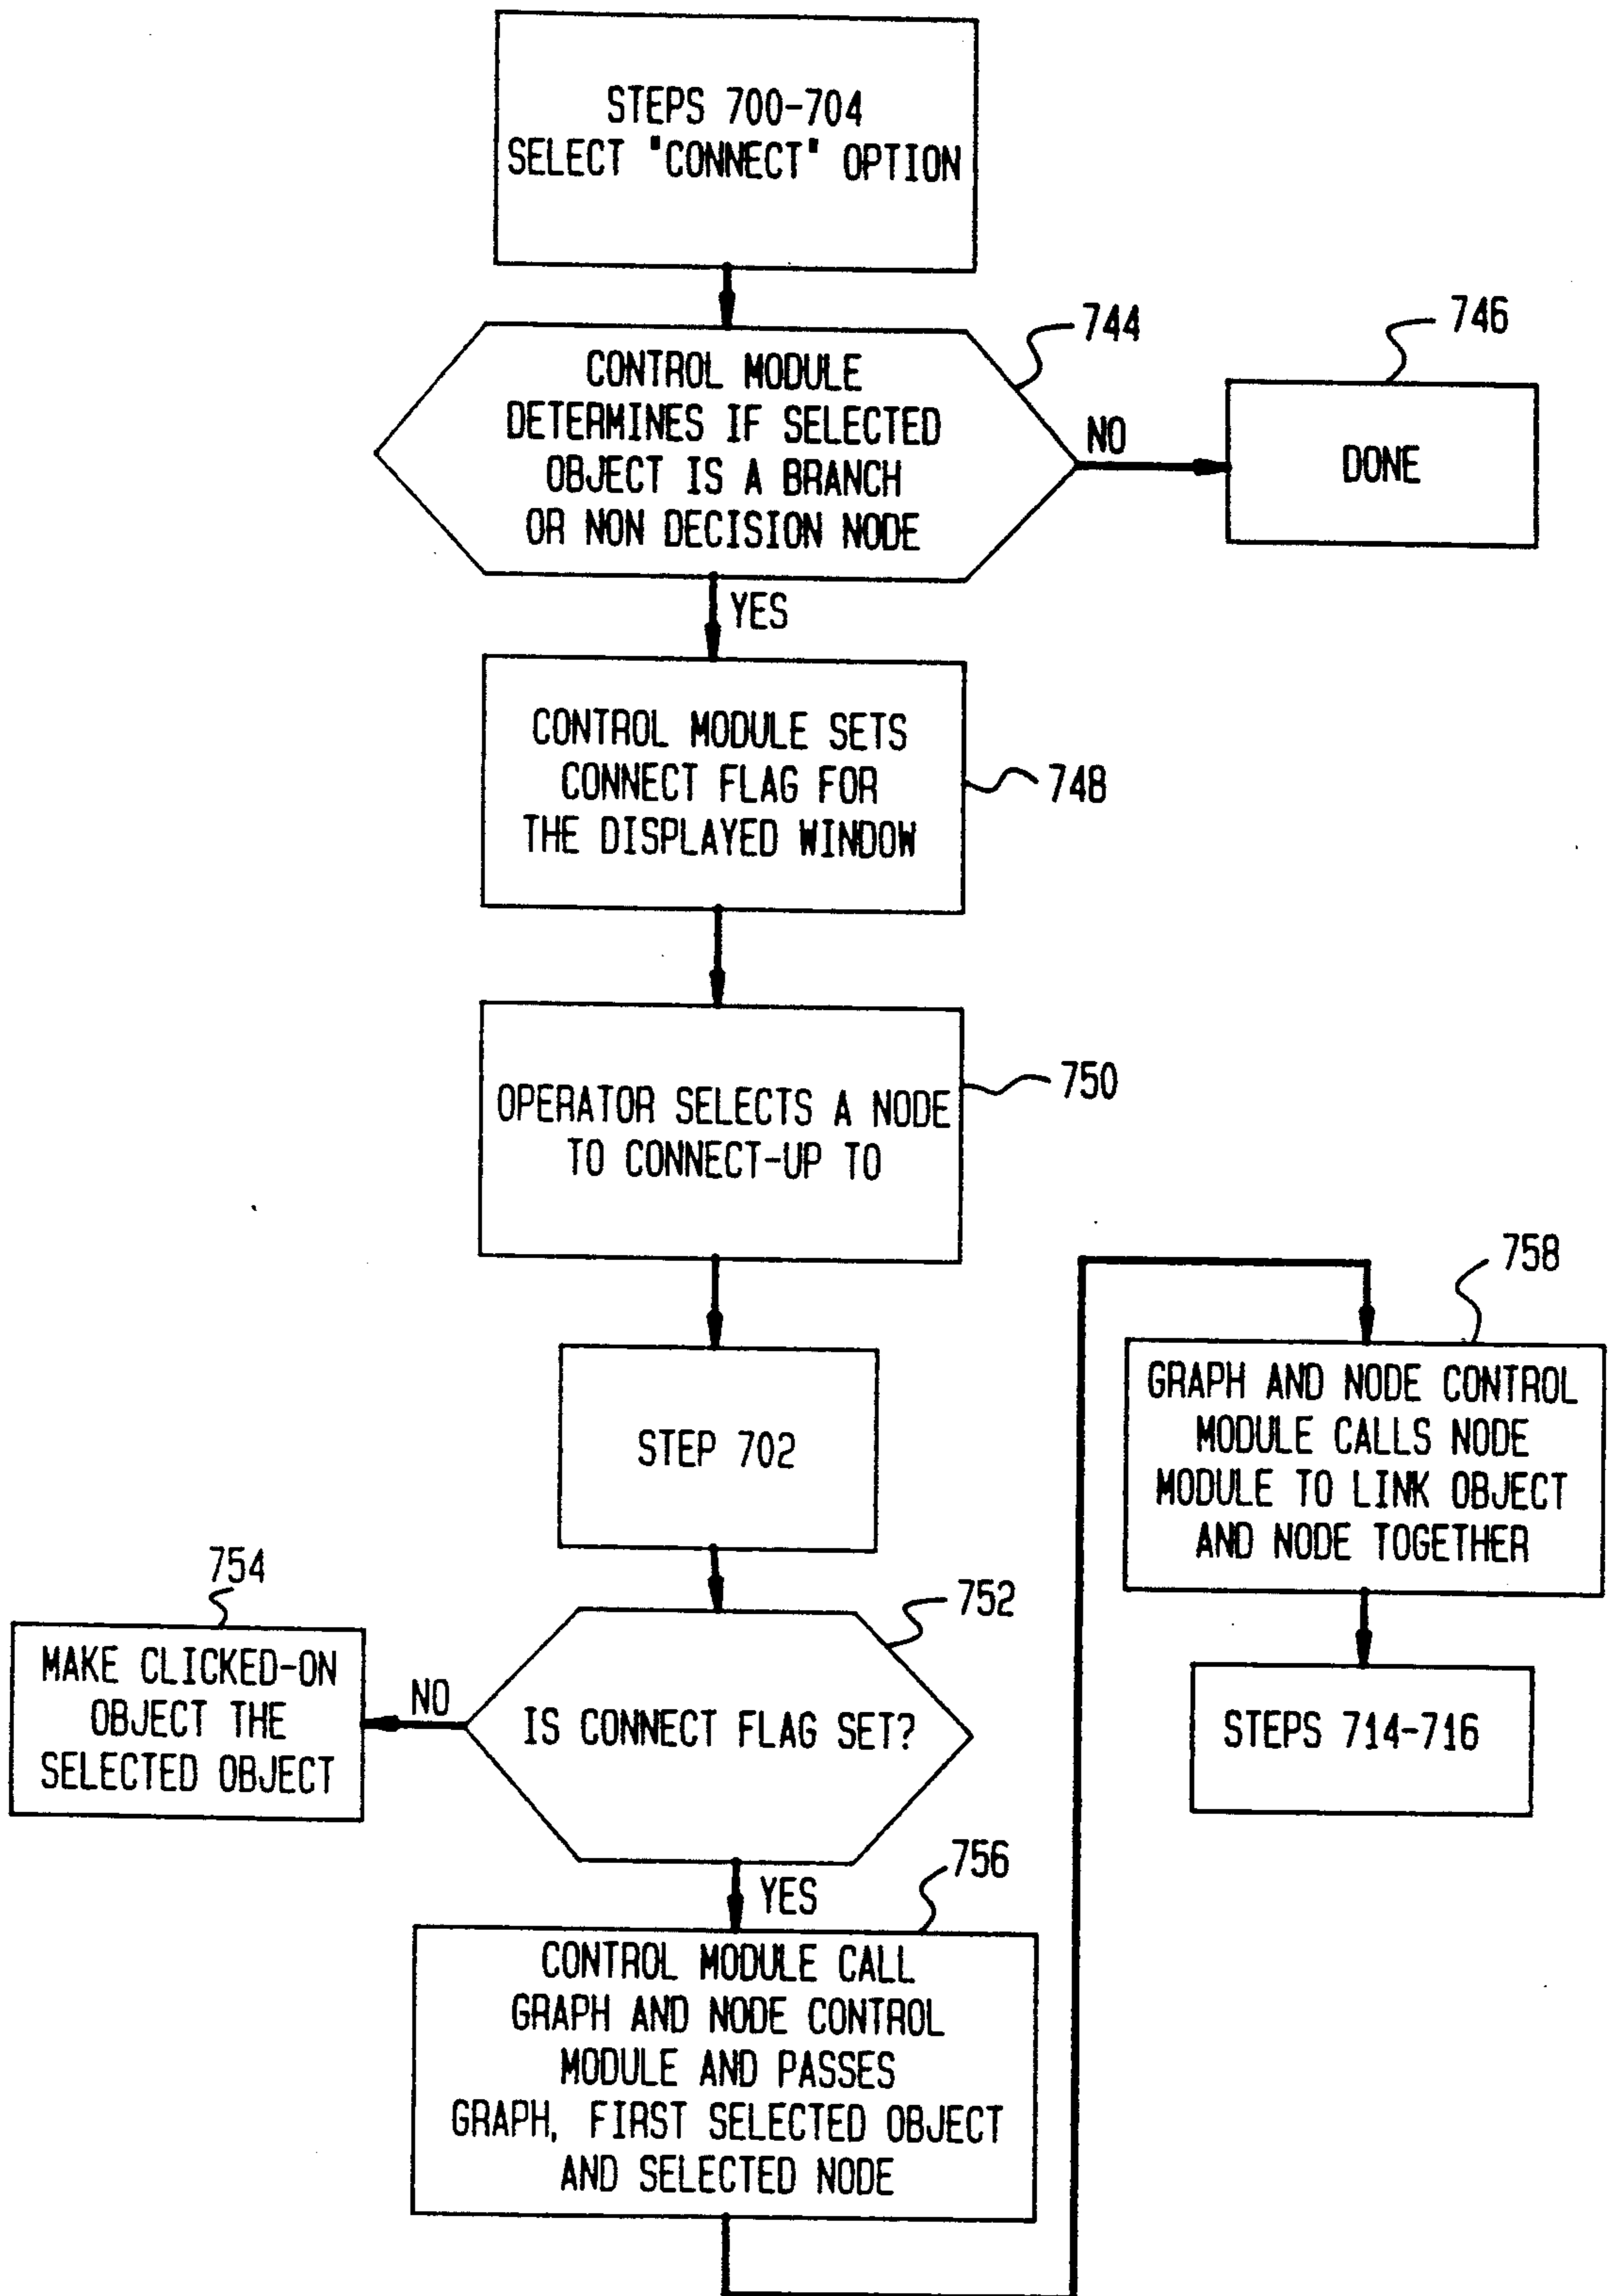 STEPS 700-704
SELECT "CONNECT" OPTION
744
CONTROL MODULE
DETERMINES IF SELECTED
OBJECT IS A BRANCH
OR NON DECISION NODE
NO
746
DONE
YES
CONTROL MODULE SETS
CONNECT FLAG FOR
THE DISPLAYED WINDOW
748
OPERATOR SELECTS A NODE
TO CONNECT-UP TO
750
STEP 702
752
IS CONNECT FLAG SET?
NO
754
MAKE CLICKED-ON
OBJECT THE
SELECTED OBJECT
YES
756
CONTROL MODULE CALL
GRAPH AND NODE CONTROL
MODULE AND PASSES
GRAPH, FIRST SELECTED OBJECT
AND SELECTED NODE
758
GRAPH AND NODE CONTROL
MODULE CALLS NODE
MODULE TO LINK OBJECT
AND NODE TOGETHER
STEPS 714-716